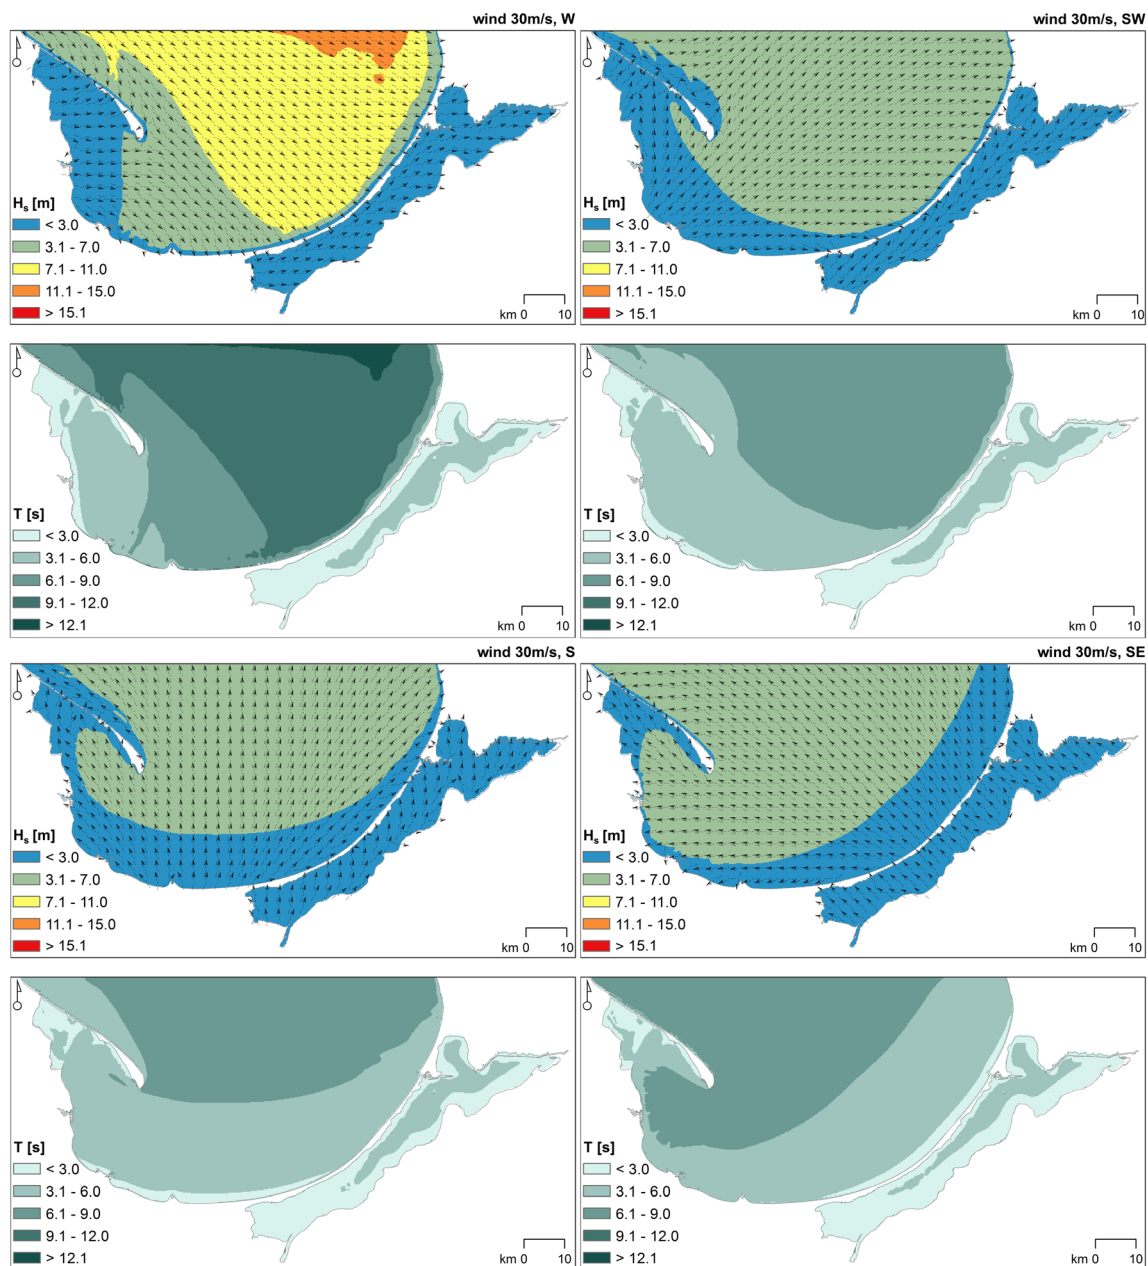 wind 30m/s, W
H_s [m]
< 3.0
3.1 - 7.0
7.1 - 11.0
11.1 - 15.0
> 15.1
km 0 10
wind 30m/s, SW
H_s [m]
< 3.0
3.1 - 7.0
7.1 - 11.0
11.1 - 15.0
> 15.1
km 0 10
T [s]
< 3.0
3.1 - 6.0
6.1 - 9.0
9.1 - 12.0
> 12.1
km 0 10
T [s]
< 3.0
3.1 - 6.0
6.1 - 9.0
9.1 - 12.0
> 12.1
km 0 10
wind 30m/s, S
H_s [m]
< 3.0
3.1 - 7.0
7.1 - 11.0
11.1 - 15.0
> 15.1
km 0 10
wind 30m/s, SE
H_s [m]
< 3.0
3.1 - 7.0
7.1 - 11.0
11.1 - 15.0
> 15.1
km 0 10
T [s]
< 3.0
3.1 - 6.0
6.1 - 9.0
9.1 - 12.0
> 12.1
km 0 10
T [s]
< 3.0
3.1 - 6.0
6.1 - 9.0
9.1 - 12.0
> 12.1
km 0 10